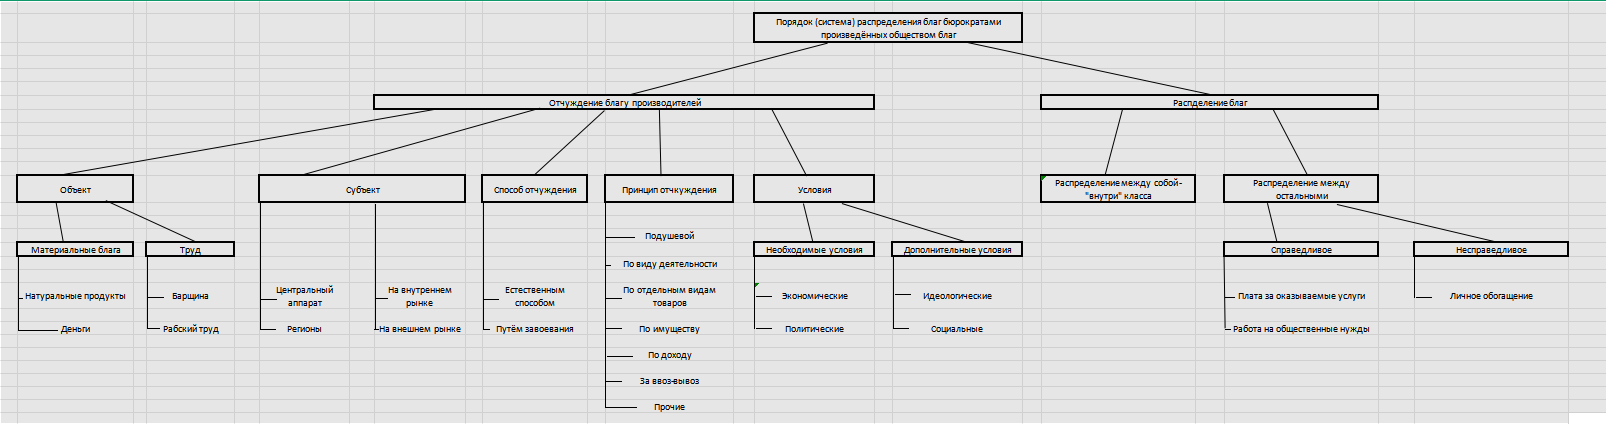 Порядок (система) распределения благ бюрократами
произведённых обществом благ
Отчуждение благ у производителей
Распделение благ
Объект
Субъект
Способ отчуждения
Принцип отчкуждения
Условия
Распределение между собой-
"внутри" класса
Распределение между
остальными
Материальные блага
Труд
Необходимые условия
Дополнительные условия
Справедливое
Несправедливое
Подушевой
По виду деятельности
Натуральные продукты
Барщина
Центральный
аппарат
На внутреннем
рынке
Естественным
способом
По отдельным видам
товаров
Экономические
Идеологические
Плата за оказываемые услуги
Личное обогащение
Деньги
Рабский труд
Регионы
На внешнем рынке
Путём завоевания
По имуществу
Политические
Социальные
Работа на общественные нужды
По доходу
За ввоз-вывоз
Прочие